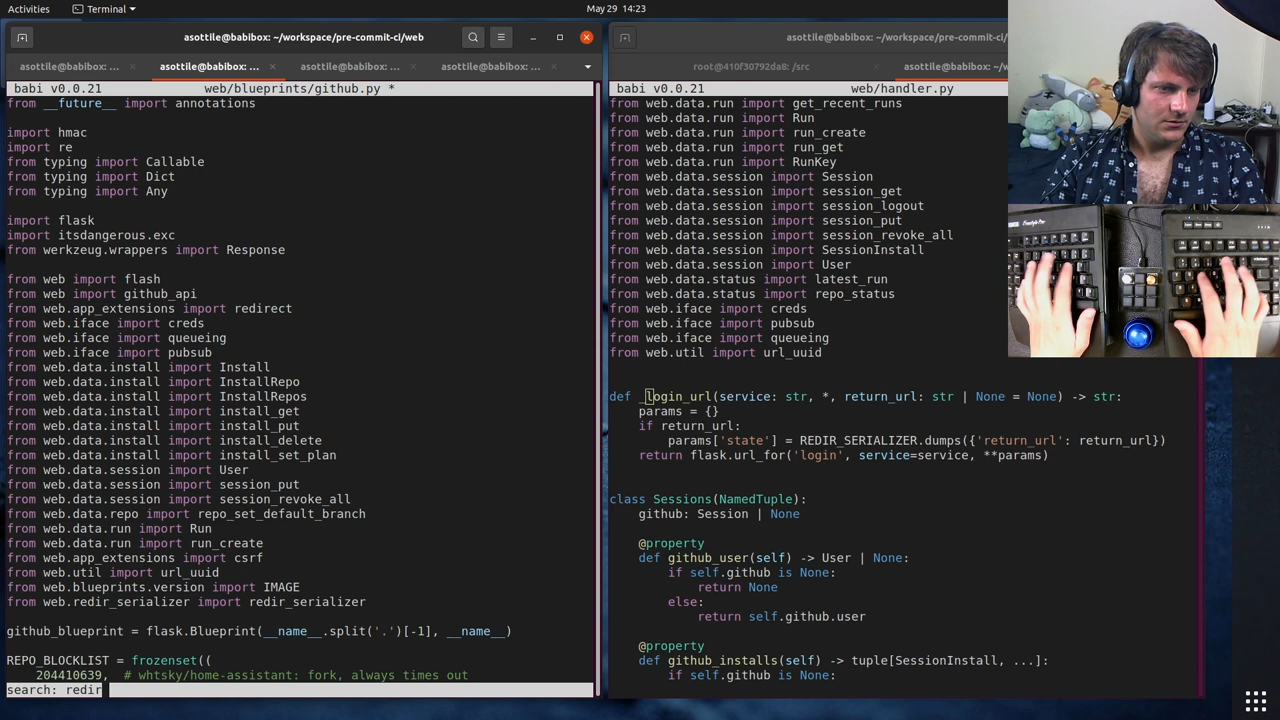 Activities
Terminal
May 29 14:23
asottile@babibox: ~/workspace/pre-commit-ci/web
asottile@babibox: ...
asottile@babibox: ...
asottile@babibox: ...
asottile@babibox: ...
babi v0.0.21 web/blueprints/github.py *
from __future__ import annotations
import hmac
import re
from typing import Callable
from typing import Dict
from typing import Any
import flask
import itsdangerous.exc
from werkzeug.wrappers import Response
from web import flash
from web import github_api
from web.app_extensions import redirect
from web.iface import creds
from web.iface import queueing
from web.iface import pubsub
from web.data.install import Install
from web.data.install import InstallRepo
from web.data.install import InstallRepos
from web.data.install import install_get
from web.data.install import install_put
from web.data.install import install_delete
from web.data.install import install_set_plan
from web.data.session import User
from web.data.session import session_put
from web.data.session import session_revoke_all
from web.data.repo import repo_set_default_branch
from web.data.run import Run
from web.data.run import run_create
from web.app_extensions import csrf
from web.util import url_uuid
from web.blueprints.version import IMAGE
from web.redir_serializer import redir_serializer
github_blueprint = flask.Blueprint(__name__.split('.')[-1], __name__)
REPO_BLOCKLIST = frozenset((
204410639, # whtsky/home-assistant: fork, always times out
search: redir
asottile@babibox: ~/workspace/pre-commit-ci/
root@410f30792da8: /src
asottile@babibox: ~/w
babi v0.0.21 web/handler.py
from web.data.run import get_recent_runs
from web.data.run import Run
from web.data.run import run_create
from web.data.run import run_get
from web.data.run import RunKey
from web.data.session import Session
from web.data.session import session_get
from web.data.session import session_logout
from web.data.session import session_put
from web.data.session import session_revoke_all
from web.data.session import SessionInstall
from web.data.session import User
from web.data.status import latest_run
from web.data.status import repo_status
from web.iface import creds
from web.iface import pubsub
from web.iface import queueing
from web.util import url_uuid
def _login_url(service: str, *, return_url: str | None = None) -> str:
params = {}
if return_url:
params['state'] = REDIR_SERIALIZER.dumps({'return_url': return_url})
return flask.url_for('login', service=service, **params)
class Sessions(NamedTuple):
github: Session | None
@property
def github_user(self) -> User | None:
if self.github is None:
return None
else:
return self.github.user
@property
def github_installs(self) -> tuple[SessionInstall, ...]:
if self.github is None: